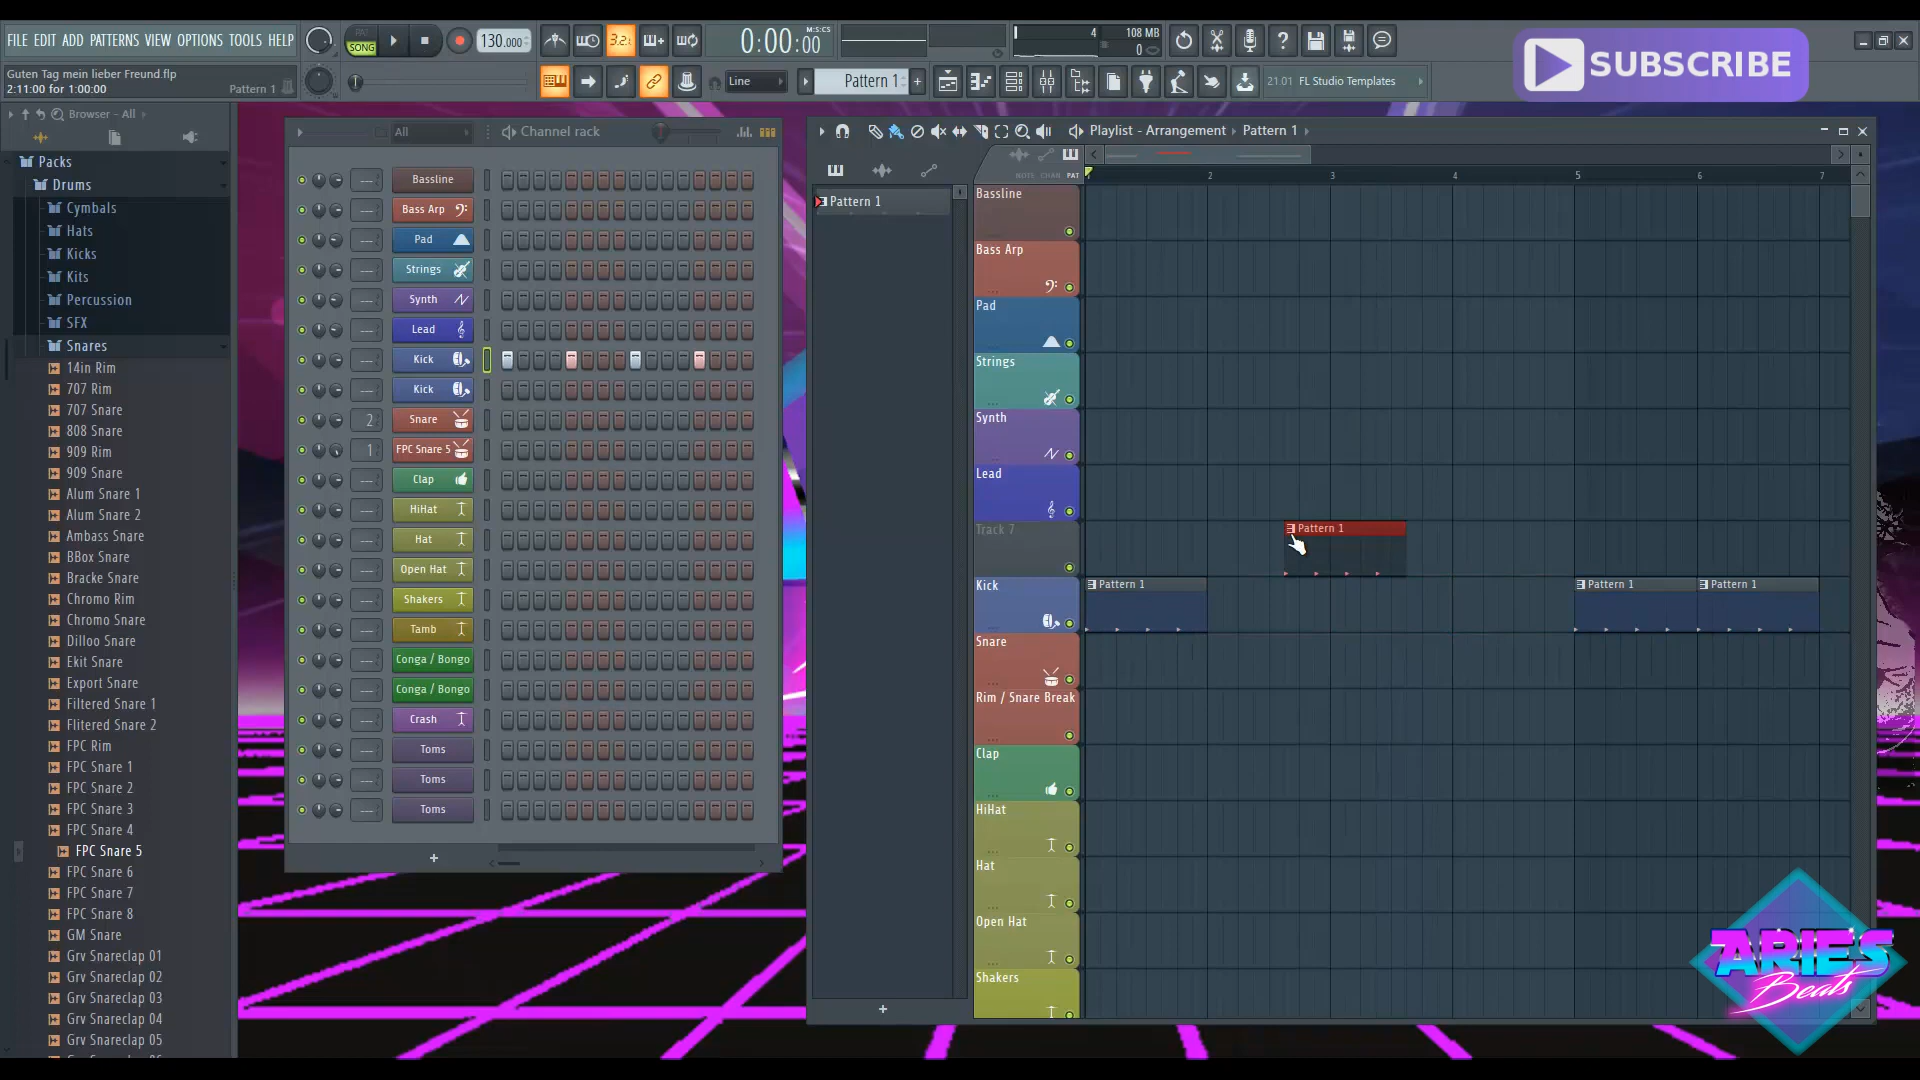 FILE EDIT ADD PATTERNS VIEW OPTIONS TOOLS HELP
PAT
SONG
130.000
3.2.
0:00:00
M:S:CS
4
108 MB
0
SUBSCRIBE
Guten Tag mein lieber Freund.flp
2:11:00 for 1:00:00
Pattern 1
Line
Pattern 1
+
21.01 FL Studio Templates
Browser - All
All
Channel rack
Playlist - Arrangement
Pattern 1
NOTE CHAN PAT
2
3
4
5
6
7
Packs
Drums
Cymbals
Hats
Kicks
Kits
Percussion
SFX
Snares
14in Rim
707 Rim
707 Snare
808 Snare
909 Rim
909 Snare
Alum Snare 1
Alum Snare 2
Ambass Snare
BBox Snare
Bracke Snare
Chromo Rim
Chromo Snare
Dilloo Snare
Ekit Snare
Export Snare
Filtered Snare 1
Flitered Snare 2
FPC Rim
FPC Snare 1
FPC Snare 2
FPC Snare 3
FPC Snare 4
FPC Snare 5
FPC Snare 6
FPC Snare 7
FPC Snare 8
GM Snare
Grv Snareclap 01
Grv Snareclap 02
Grv Snareclap 03
Grv Snareclap 04
Grv Snareclap 05
Bassline
Bass Arp
Pad
Strings
Synth
Lead
Kick
Kick
2 Snare
1 FPC Snare 5
Clap
HiHat
Hat
Open Hat
Shakers
Tamb
Conga / Bongo
Conga / Bongo
Crash
Toms
Toms
Toms
+
Pattern 1
+
Bassline
Bass Arp
Pad
Strings
Synth
Lead
Track 7
Pattern 1
Kick
Pattern 1
Pattern 1
Pattern 1
Snare
Rim / Snare Break
Clap
HiHat
Hat
Open Hat
Shakers
ARIES
Beats